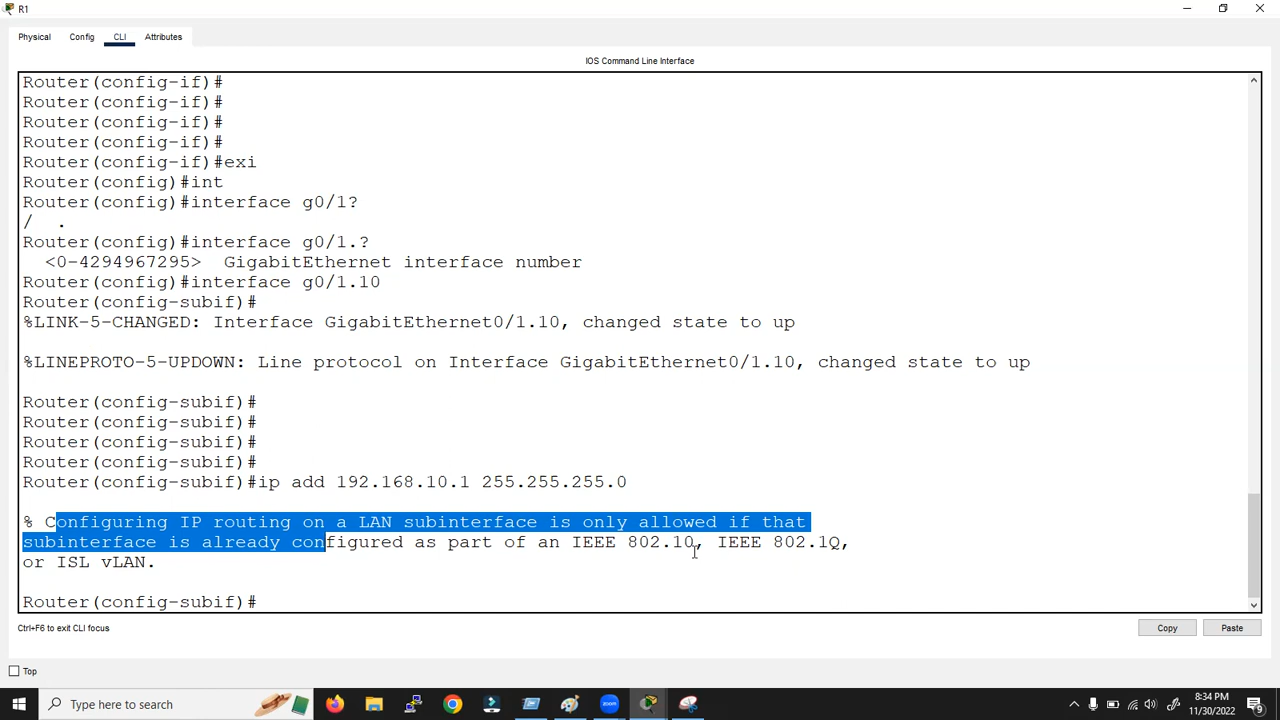 R1
Physical Config CLI Attributes
IOS Command Line Interface
Router(config-if)#
Router(config-if)#
Router(config-if)#
Router(config-if)#
Router(config-if)#exi
Router(config)#int
Router(config)#interface g0/1?
/ .
Router(config)#interface g0/1.?
<0-4294967295> GigabitEthernet interface number
Router(config)#interface g0/1.10
Router(config-subif)#
%LINK-5-CHANGED: Interface GigabitEthernet0/1.10, changed state to up
%LINEPROTO-5-UPDOWN: Line protocol on Interface GigabitEthernet0/1.10, changed state to up
Router(config-subif)#
Router(config-subif)#
Router(config-subif)#
Router(config-subif)#
Router(config-subif)#ip add 192.168.10.1 255.255.255.0
% Configuring IP routing on a LAN subinterface is only allowed if that
subinterface is already configured as part of an IEEE 802.10, IEEE 802.1Q,
or ISL vLAN.
Router(config-subif)#
Ctrl+F6 to exit CLI focus
Copy Paste
Top
Type here to search
zoom
8:34 PM
11/30/2022
9